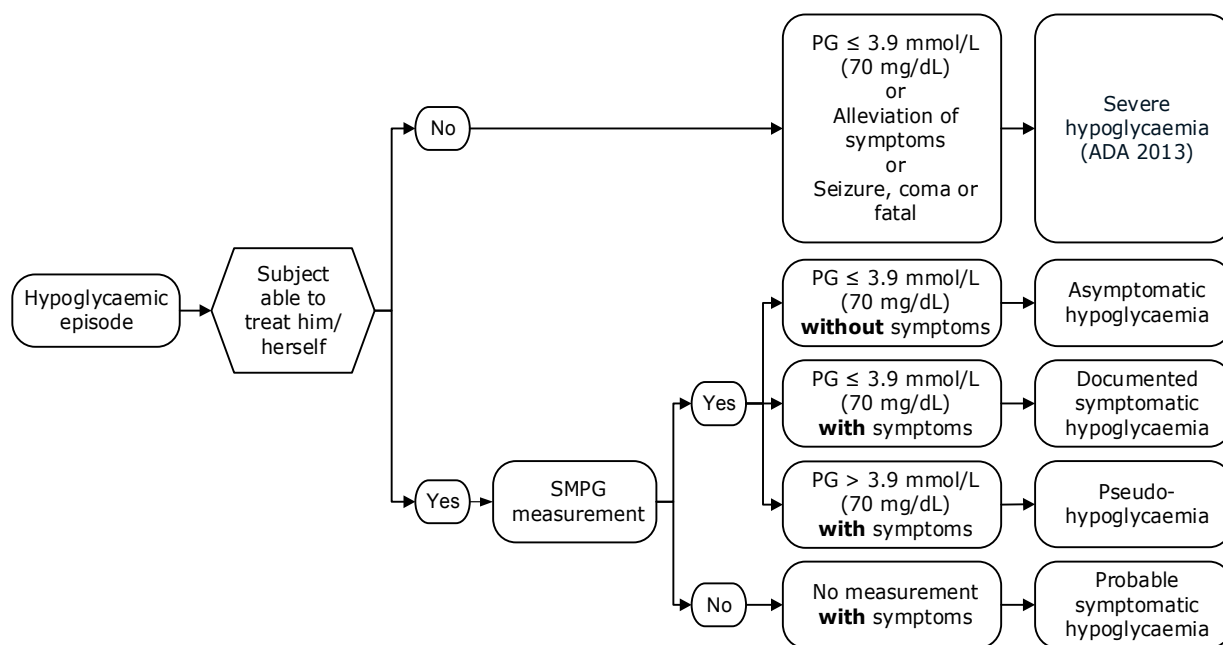 Hypoglycaemic
episode
Subject
able to
treat him/
herself
No
PG ≤ 3.9 mmol/L
(70 mg/dL)
or
Alleviation of
symptoms
or
Seizure, coma or
fatal
Severe
hypoglycaemia
(ADA 2013)
Yes
SMPG
measurement
Yes
PG ≤ 3.9 mmol/L
(70 mg/dL)
without symptoms
Asymptomatic
hypoglycaemia
PG ≤ 3.9 mmol/L
(70 mg/dL)
with symptoms
Documented
symptomatic
hypoglycaemia
PG > 3.9 mmol/L
(70 mg/dL)
with symptoms
Pseudo-
hypoglycaemia
No
No measurement
with symptoms
Probable
symptomatic
hypoglycaemia